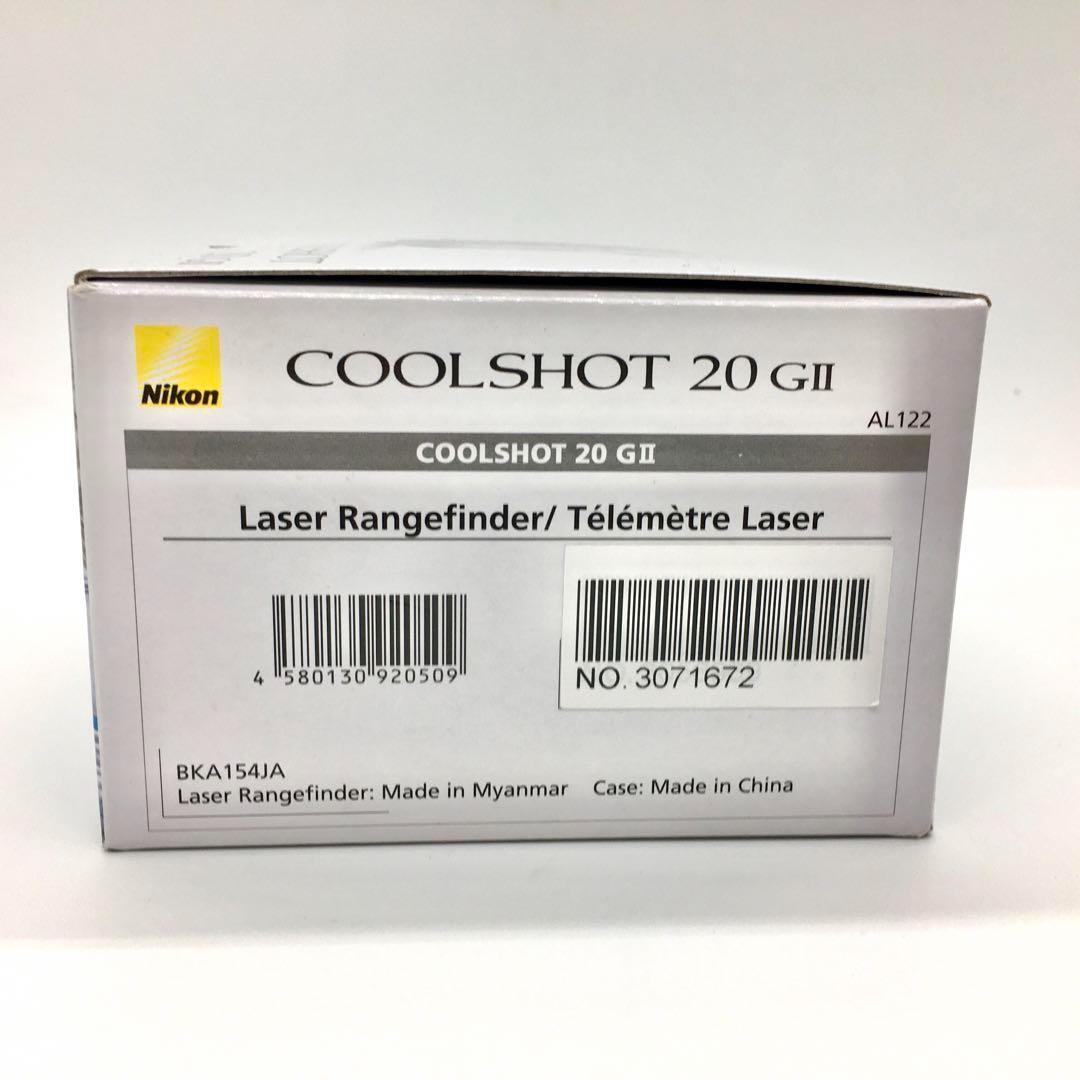 Nikon
COOLSHOT 20 GII
AL122
COOLSHOT 20 GII
Laser Rangefinder/ Télémètre Laser
4 580130 920509
NO. 3071672
BKA154JA
Laser Rangefinder: Made in Myanmar Case: Made in China